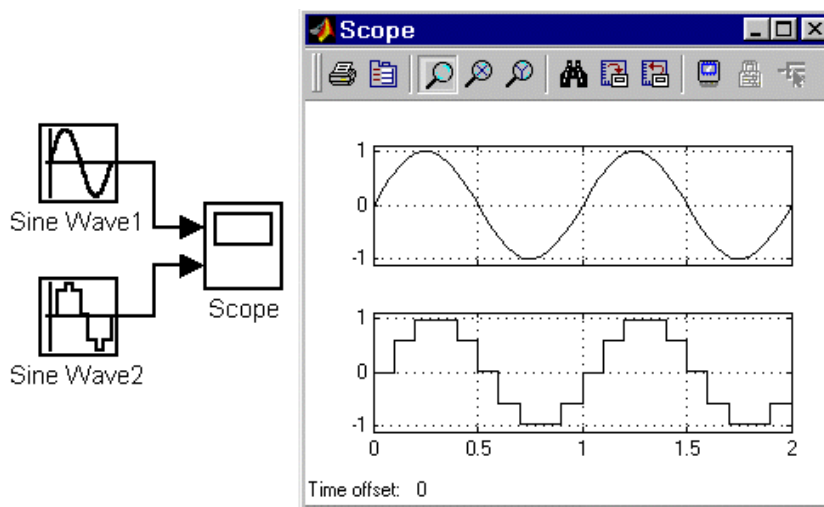 Scope
Sine Wave1
Scope
Sine Wave2
1
0
-1
1
0
-1
0 0.5 1 1.5 2
Time offset: 0